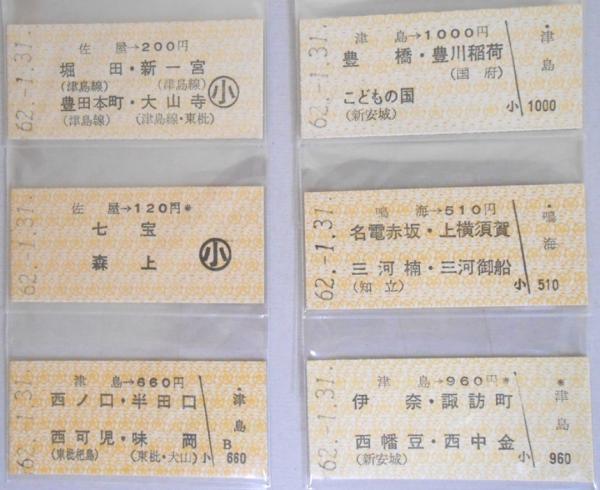 佐　屋→200円
堀　田・新一宮
(津島線)　(津島線)
豊田本町・大山寺
(津島線)　(津島線・東枇)
小
62.-1.31.
津　島→1000円
豊　橋・豊川稲荷
(国　府)
こどもの国
(新安城)
・津島
小 1000
62.-1.31.
佐　屋→120円*
七　宝
森　上
小
62.-1.31.
鳴　海→510円
名電赤坂・上横須賀
三河楠・三河御船
(知　立)
・鳴海
小 510
62.-1.31.
津　島→660円
西ノ口・半田口
西可児・味　岡
(東枇杷島)　(東枇・犬山)
・津島
B
小 660
62.-1.31.
津　島→960円*
伊　奈・諏訪町
西幡豆・西中金
(新安城)
*津島
小 960
62.-1.31.